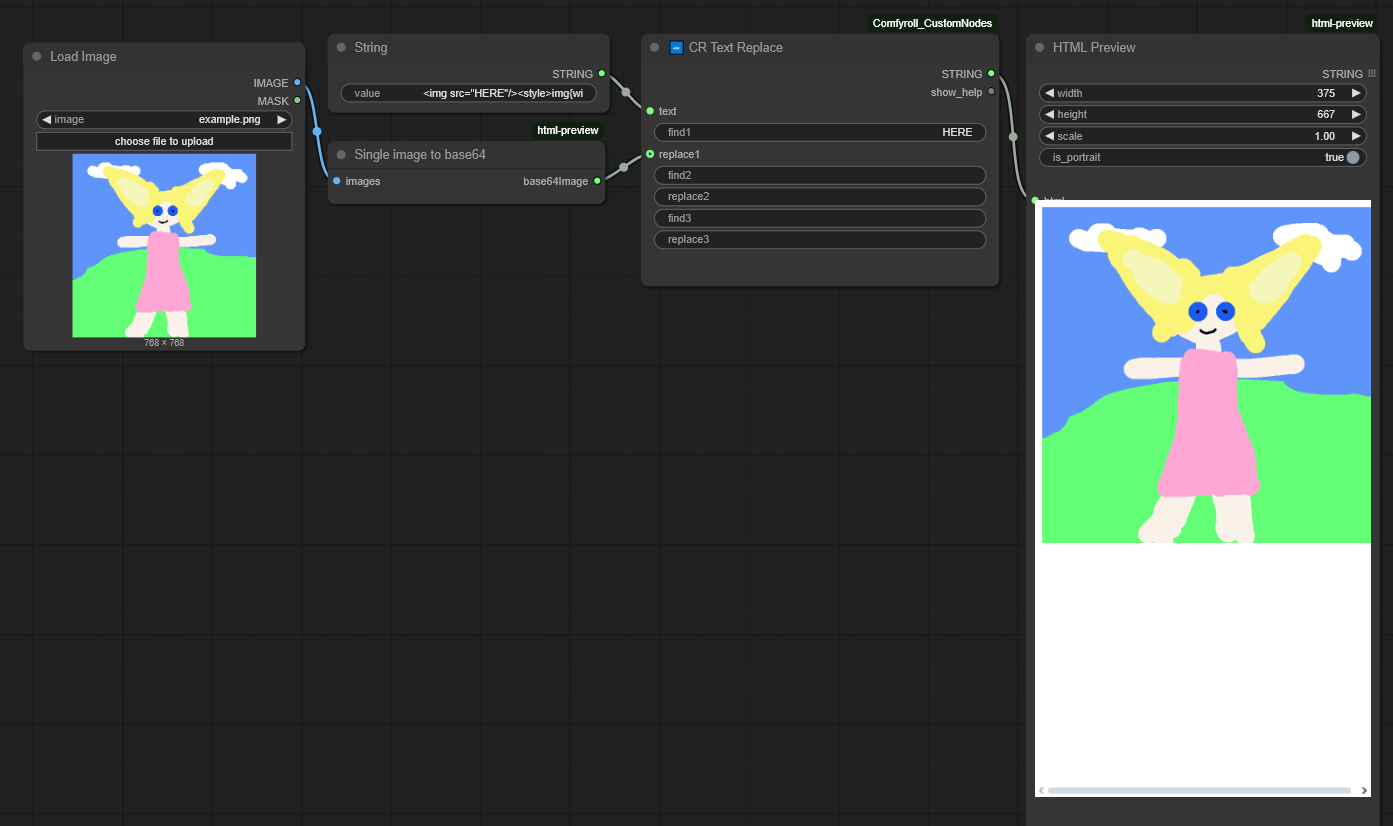 Load Image
IMAGE
MASK
image example.png
choose file to upload
768 × 768
String
STRING
value <img src="HERE"/><style>img{wi
html-preview
Single image to base64
images base64Image
Comfyroll_CustomNodes
CR Text Replace
STRING
show_help
text
find1 HERE
replace1
find2
replace2
find3
replace3
html-preview
HTML Preview
STRING
width 375
height 667
scale 1.00
is_portrait true
html